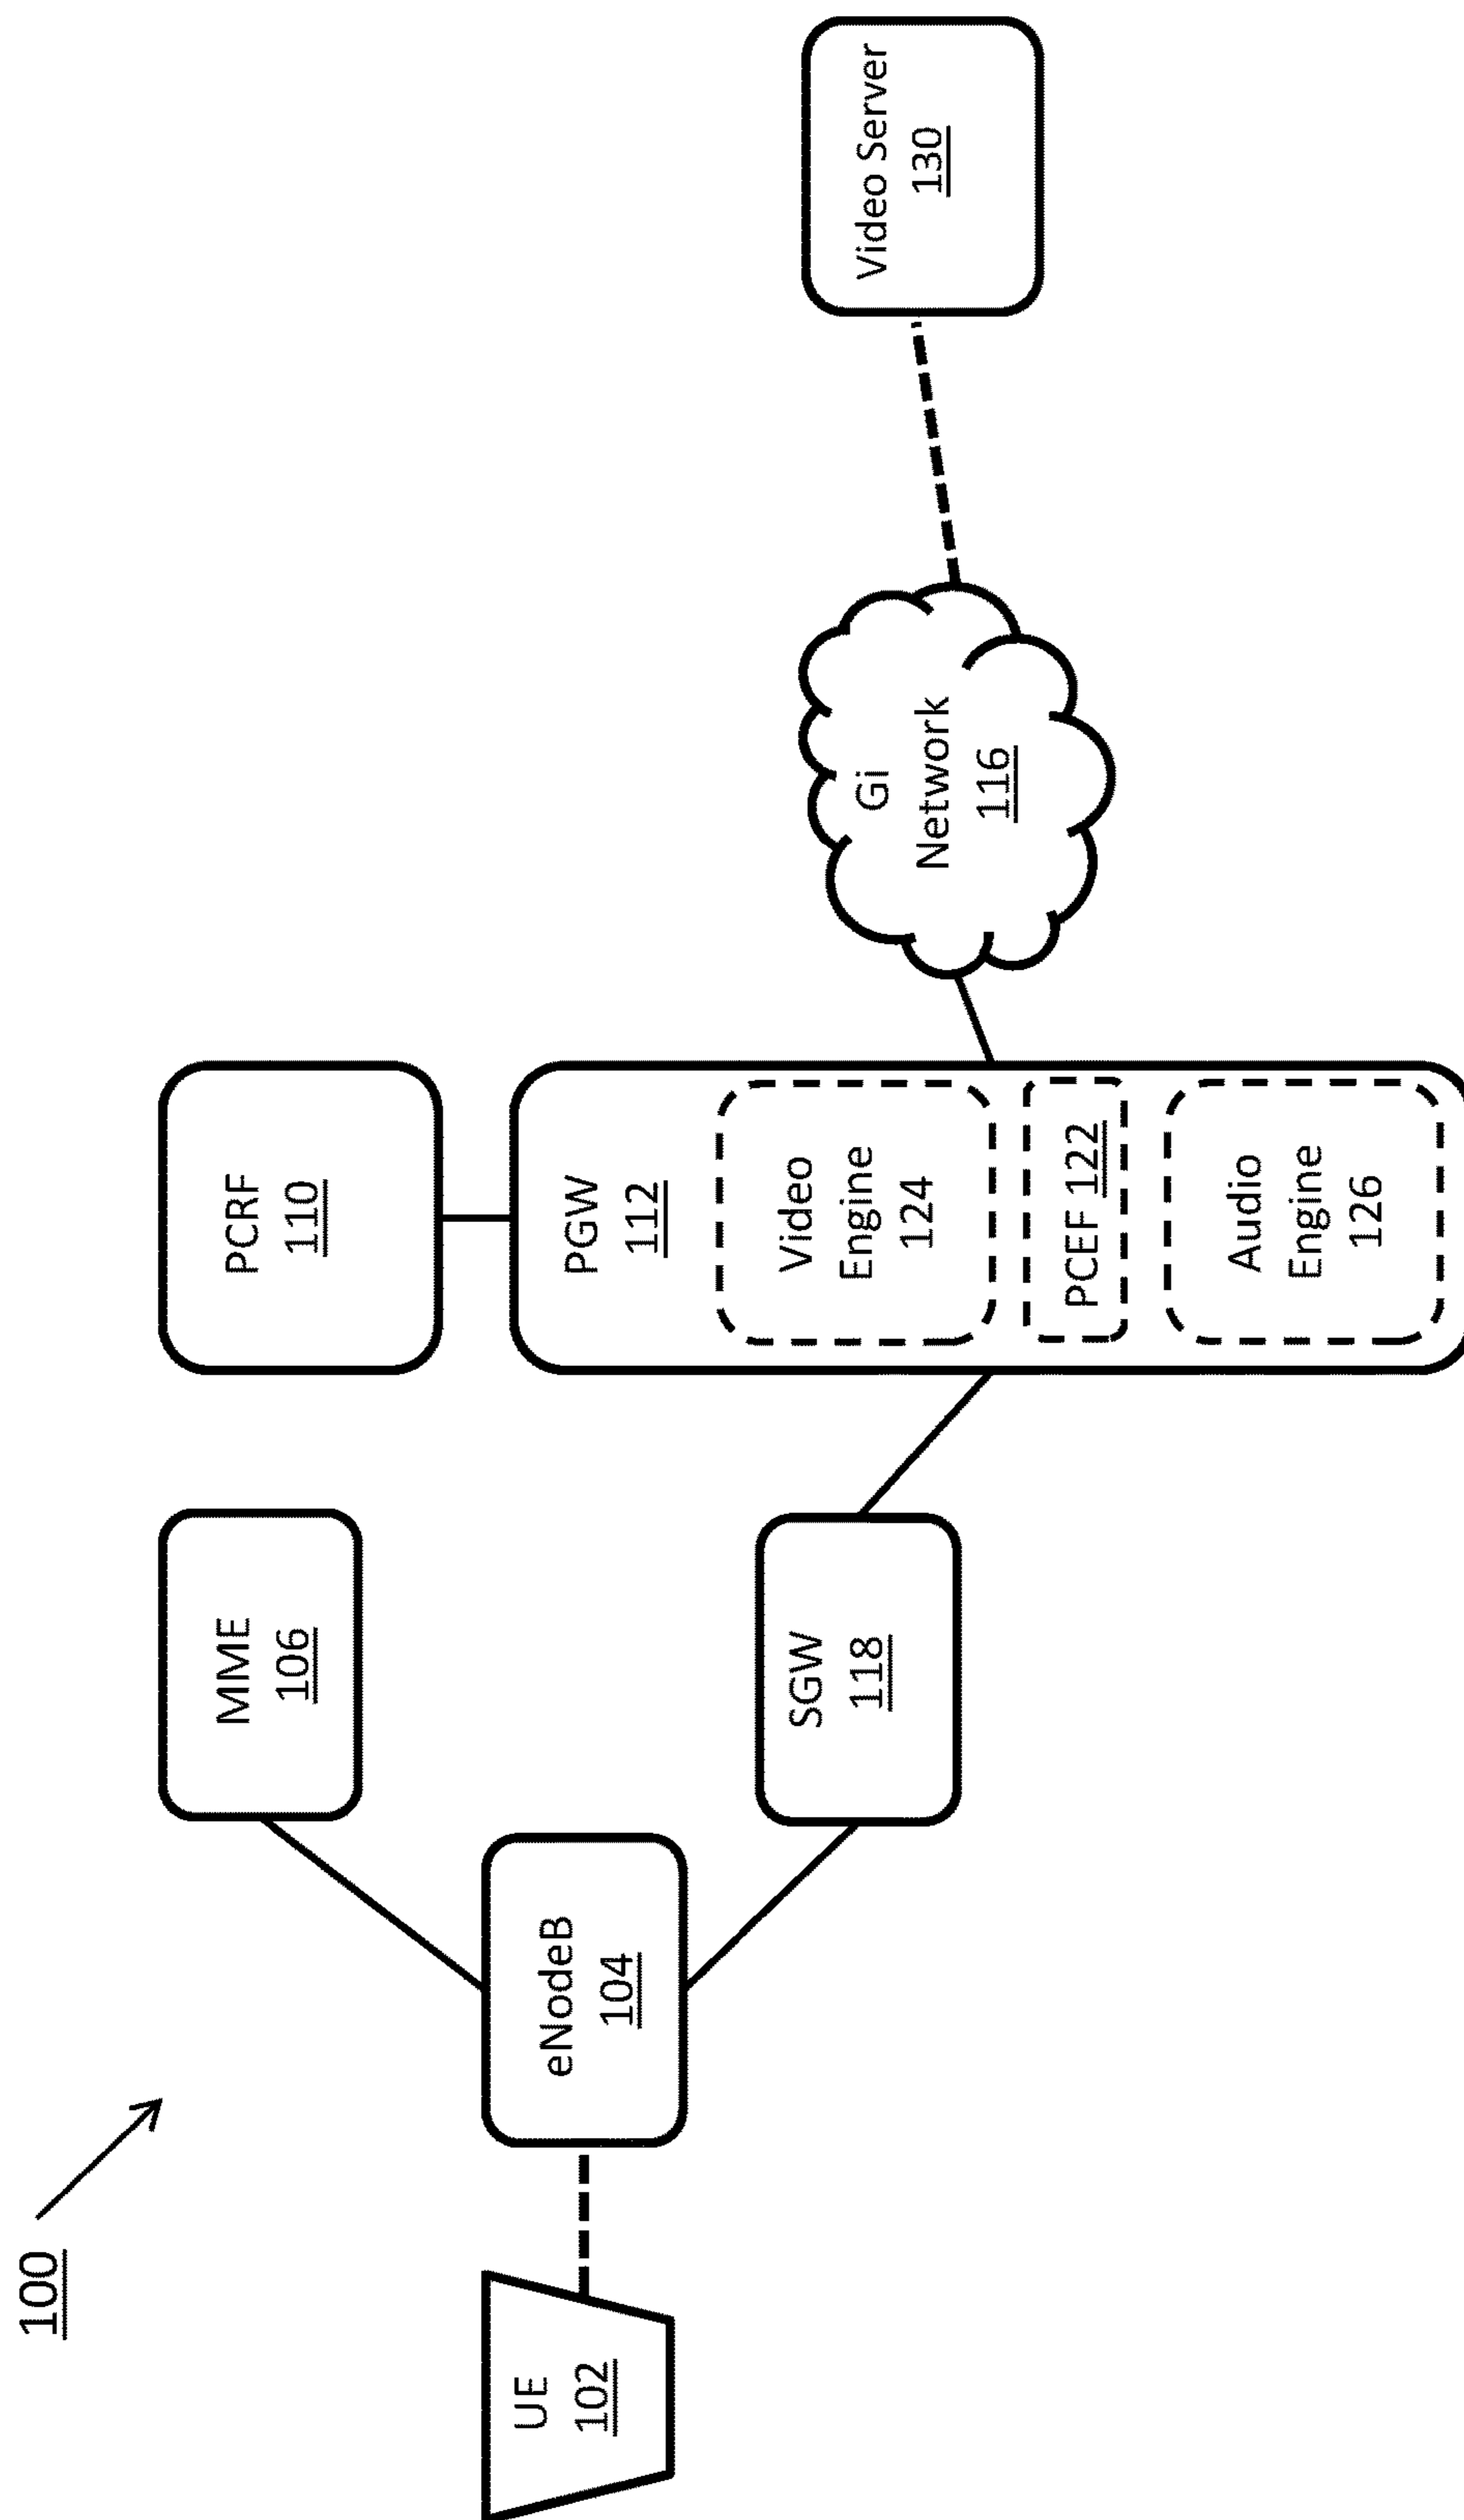 100
UE
102
eNodeB
104
MME
106
SGW
118
PCRF
110
PGW
112
Video
Engine
124
PCEF 122
Audio
Engine
126
Gi
Network
116
Video Server
130